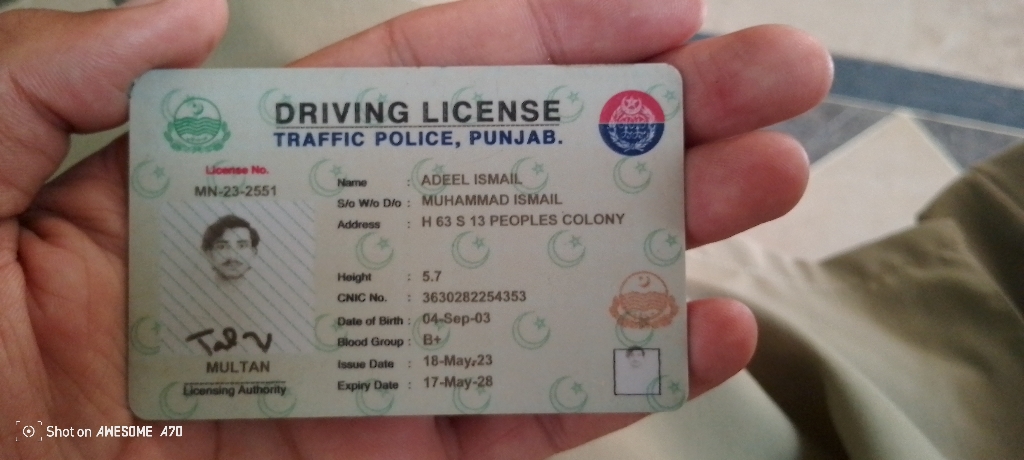 DRIVING LICENSE
TRAFFIC POLICE, PUNJAB.
License No.
MN-23-2551
Name : ADEEL ISMAIL
S/o W/o D/o : MUHAMMAD ISMAIL
Address : H 63 S 13 PEOPLES COLONY
Height : 5.7
CNIC No. : 3630282254353
Date of Birth : 04-Sep-03
Blood Group : B+
Issue Date : 18-May-23
Expiry Date : 17-May-28
MULTAN
Licensing Authority
Shot on AWESOME A70